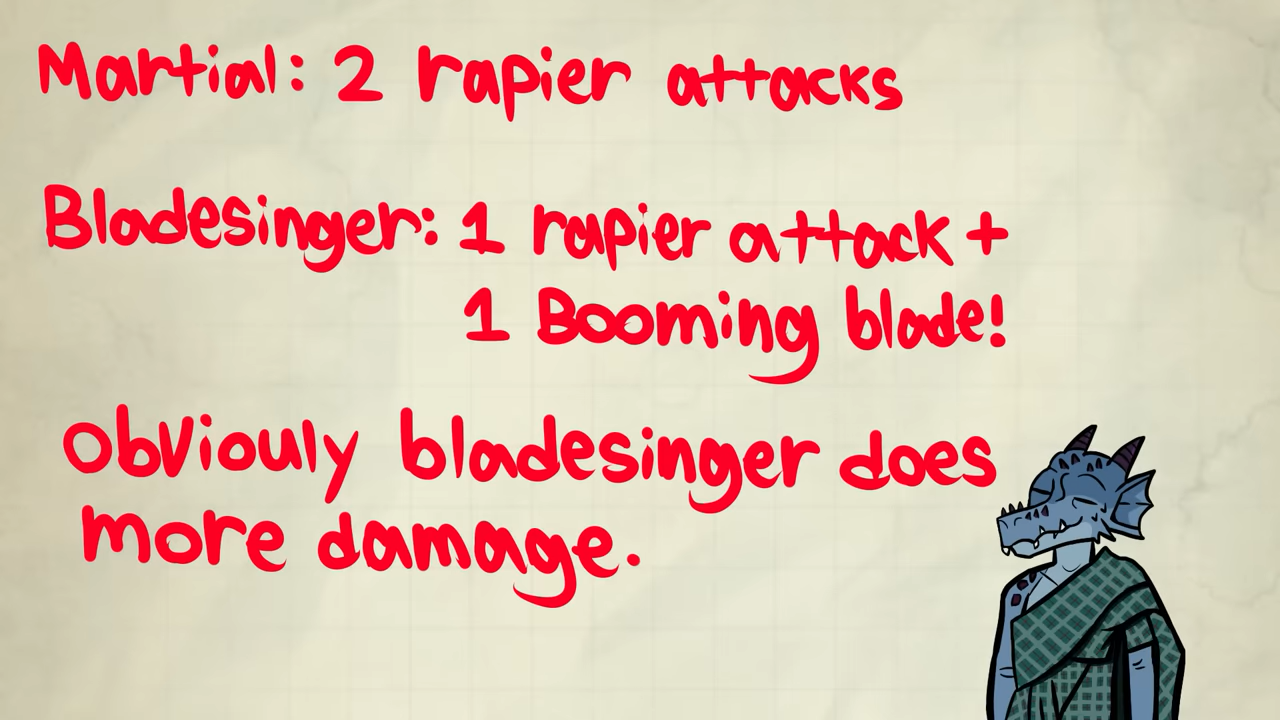 Martial: 2 rapier attacks
Bladesinger: 1 rapier attack +
1 Booming blade!
Obviouly bladesinger does
more damage.